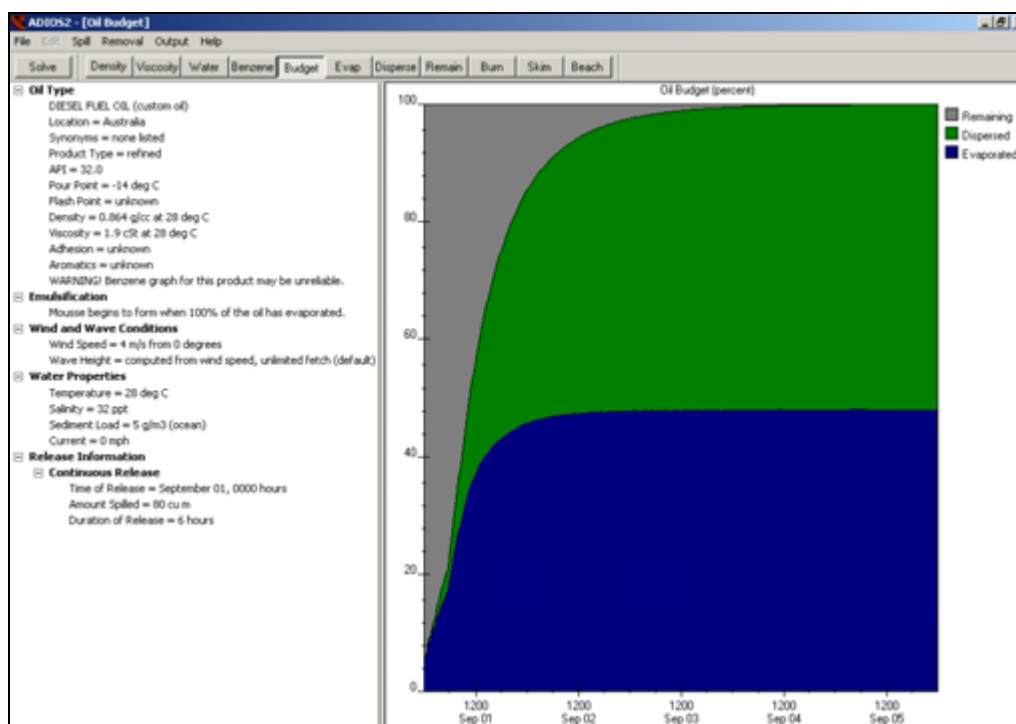 ADIOS2 - [Oil Budget]
File Edit Spill Removal Output Help
Solve Density Viscosity Water Benzene Budget Evap Disperse Remain Burn Skim Beach
Oil Type
DIESEL FUEL OIL (custom oil)
Location = Australia
Synonyms = none listed
Product Type = refined
API = 32.0
Pour Point = -14 deg C
Flash Point = unknown
Density = 0.864 g/cc at 28 deg C
Viscosity = 1.9 cSt at 28 deg C
Adhesion = unknown
Aromatics = unknown
WARNING! Benzene graph for this product may be unreliable.
Emulsification
Mousse begins to form when 100% of the oil has evaporated.
Wind and Wave Conditions
Wind Speed = 4 m/s from 0 degrees
Wave Height = computed from wind speed, unlimited fetch (default)
Water Properties
Temperature = 28 deg C
Salinity = 32 ppt
Sediment Load = 5 g/m3 (ocean)
Current = 0 mph
Release Information
Continuous Release
Time of Release = September 01, 0000 hours
Amount Spilled = 80 cu m
Duration of Release = 6 hours
Oil Budget (percent)
100
80
60
40
20
0
1200 1200 1200 1200 1200
Sep 01 Sep 02 Sep 03 Sep 04 Sep 05
Remaining
Dispersed
Evaporated